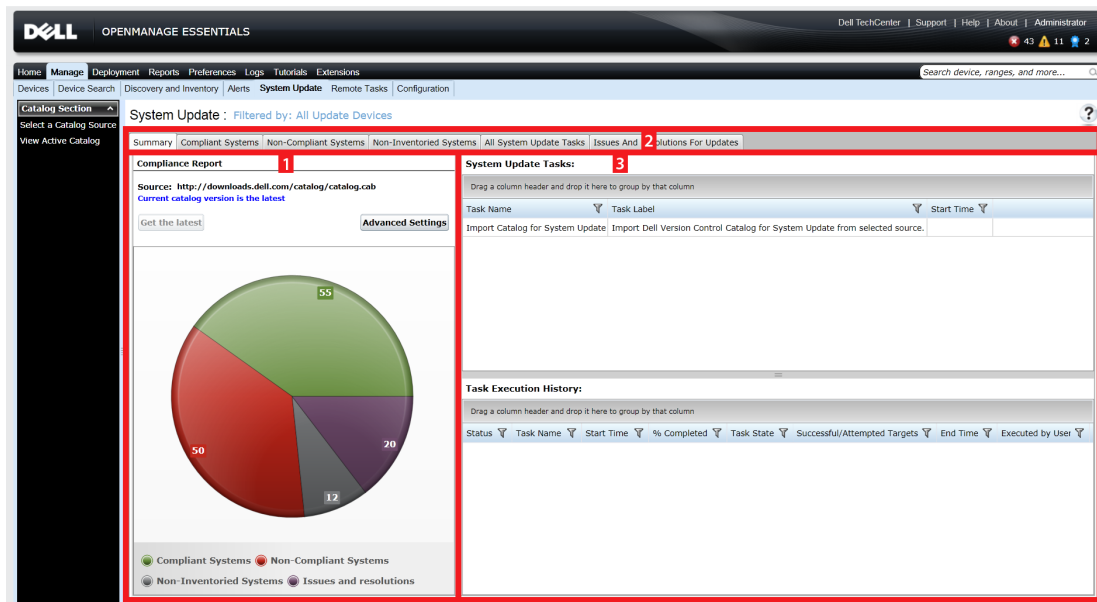 DELL OPENMANAGE ESSENTIALS
Dell TechCenter | Support | Help | About | Administrator
43 11 2
Home Manage Deployment Reports Preferences Logs Tutorials Extensions
Search device, ranges, and more...
Devices Device Search Discovery and Inventory Alerts System Update Remote Tasks Configuration
Catalog Section
Select a Catalog Source
View Active Catalog
System Update : Filtered by: All Update Devices
?
Summary Compliant Systems Non-Compliant Systems Non-Inventoried Systems All System Update Tasks Issues And 2 olutions For Updates
Compliance Report 1
Source: http://downloads.dell.com/catalog/catalog.cab
Current catalog version is the latest
Get the latest Advanced Settings
55
50
20
12
Compliant Systems Non-Compliant Systems
Non-Inventoried Systems Issues and resolutions
System Update Tasks: 3
Drag a column header and drop it here to group by that column
Task Name Task Label Start Time
Import Catalog for System Update Import Dell Version Control Catalog for System Update from selected source.
Task Execution History:
Drag a column header and drop it here to group by that column
Status Task Name Start Time % Completed Task State Successful/Attempted Targets End Time Executed by User